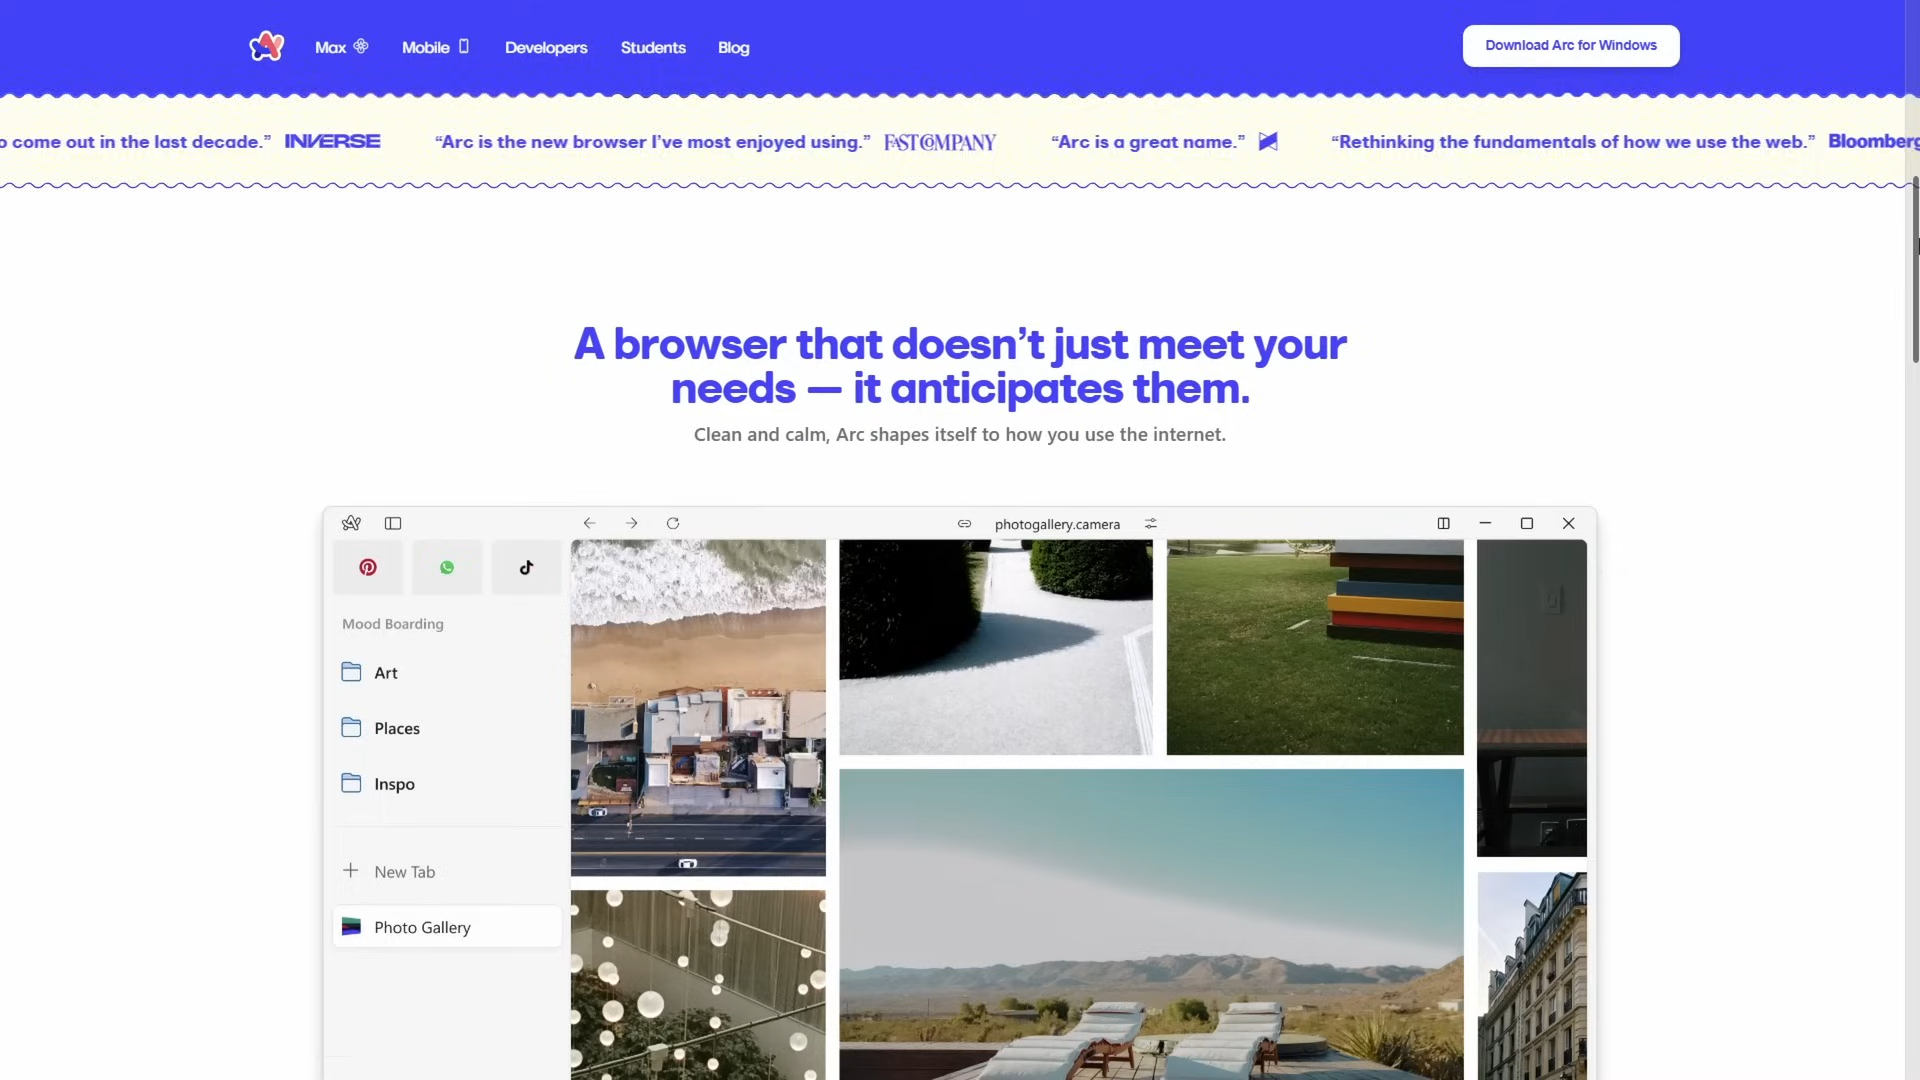 Max
Mobile
Developers
Students
Blog
Download Arc for Windows
o come out in the last decade.” INVERSE
“Arc is the new browser I’ve most enjoyed using.” FAST COMPANY
“Arc is a great name.”
“Rethinking the fundamentals of how we use the web.” Bloomberg
A browser that doesn’t just meet your
needs — it anticipates them.
Clean and calm, Arc shapes itself to how you use the internet.
photogallery.camera
Mood Boarding
Art
Places
Inspo
New Tab
Photo Gallery